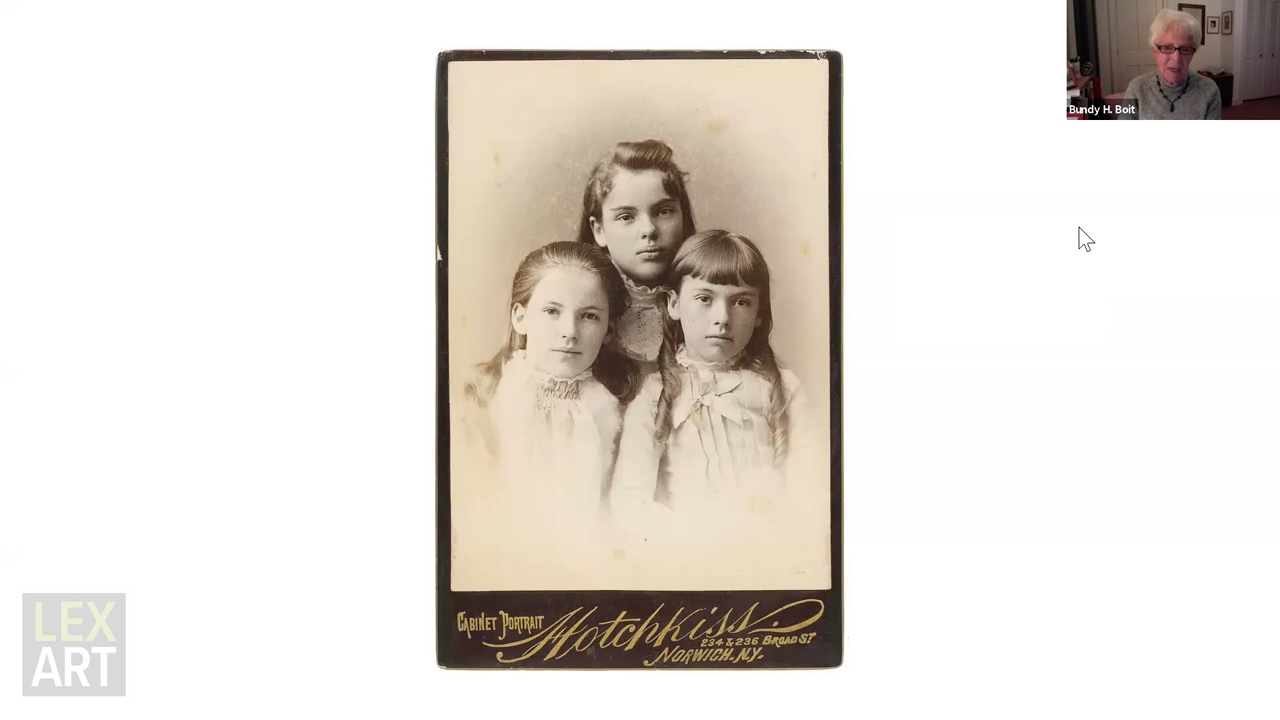 Bundy H. Boit
CABINET PORTRAIT
Hotchkiss.
234 & 236 BROAD ST
NORWICH. N.Y.
LEX
ART